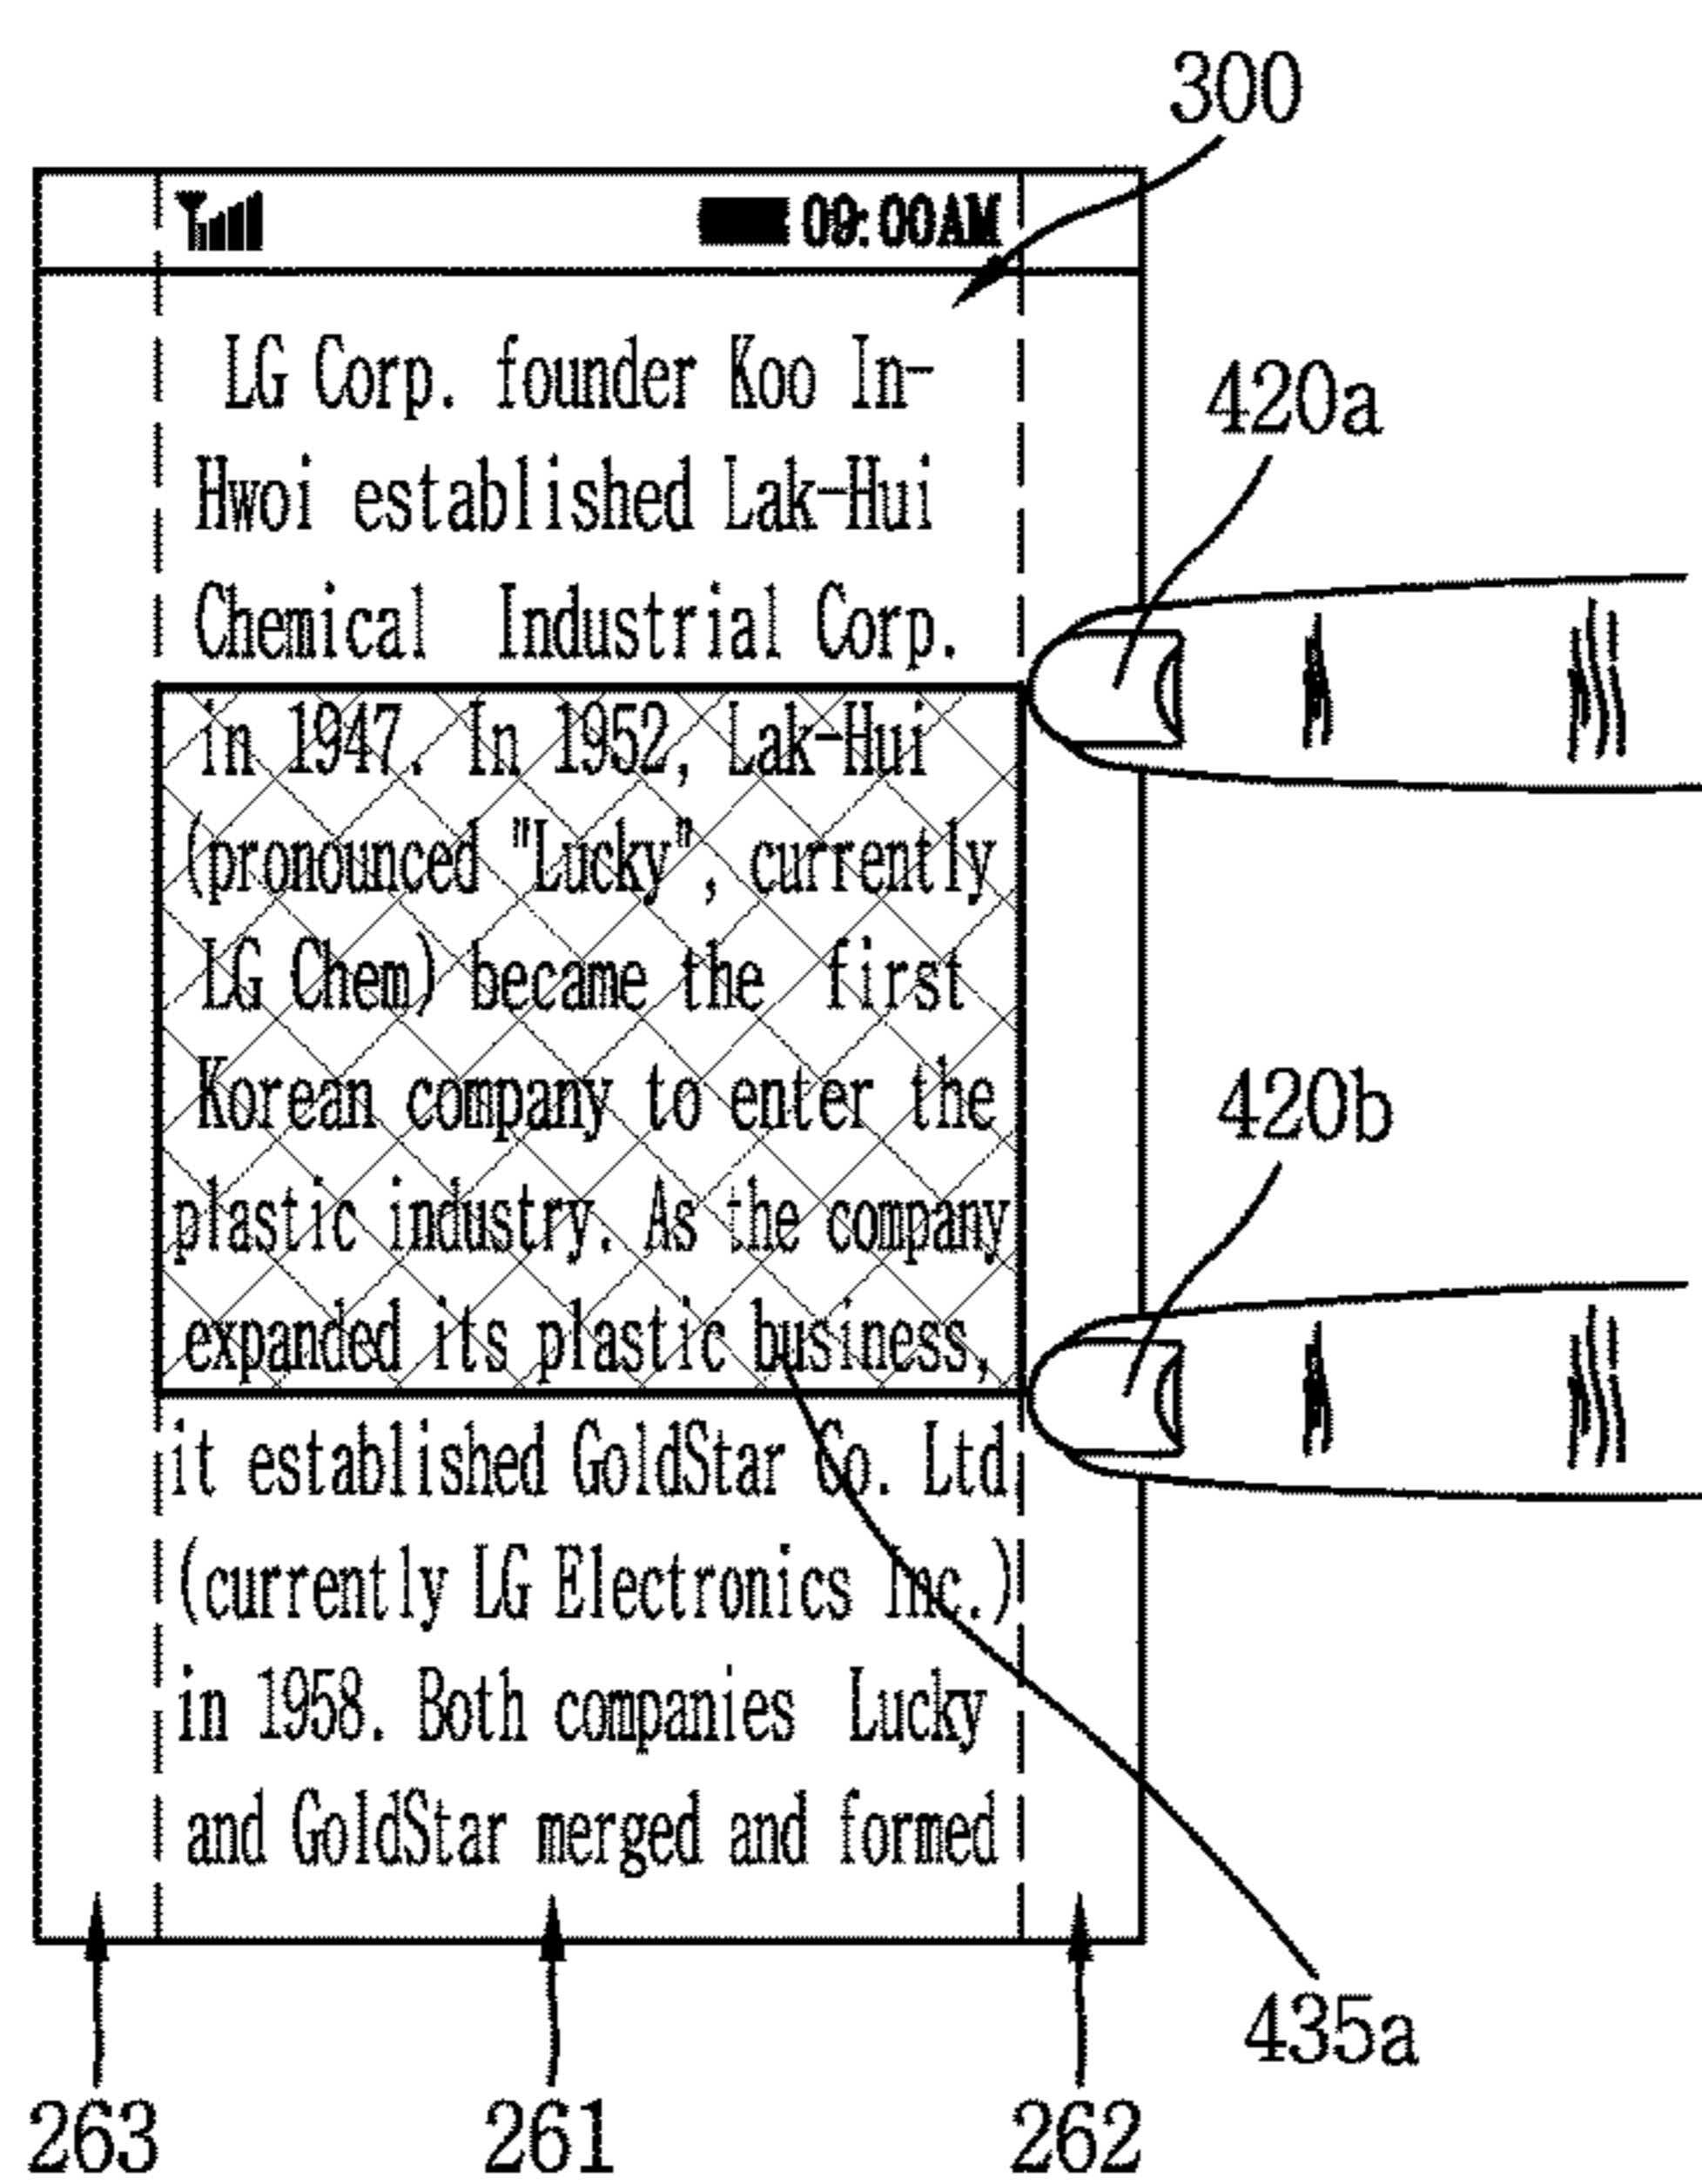 300
09:00AM
LG Corp. founder Koo In-
420a
Hwoi established Lak-Hui
Chemical Industrial Corp.
in 1947. In 1952, Lak-Hui
(pronounced "Lucky", currently
LG Chem) became the first
Korean company to enter the
420b
plastic industry. As the company
expanded its plastic business,
it established GoldStar Co. Ltd
(currently LG Electronics Inc.)
in 1958. Both companies Lucky
and GoldStar merged and formed
435a
263 261 262